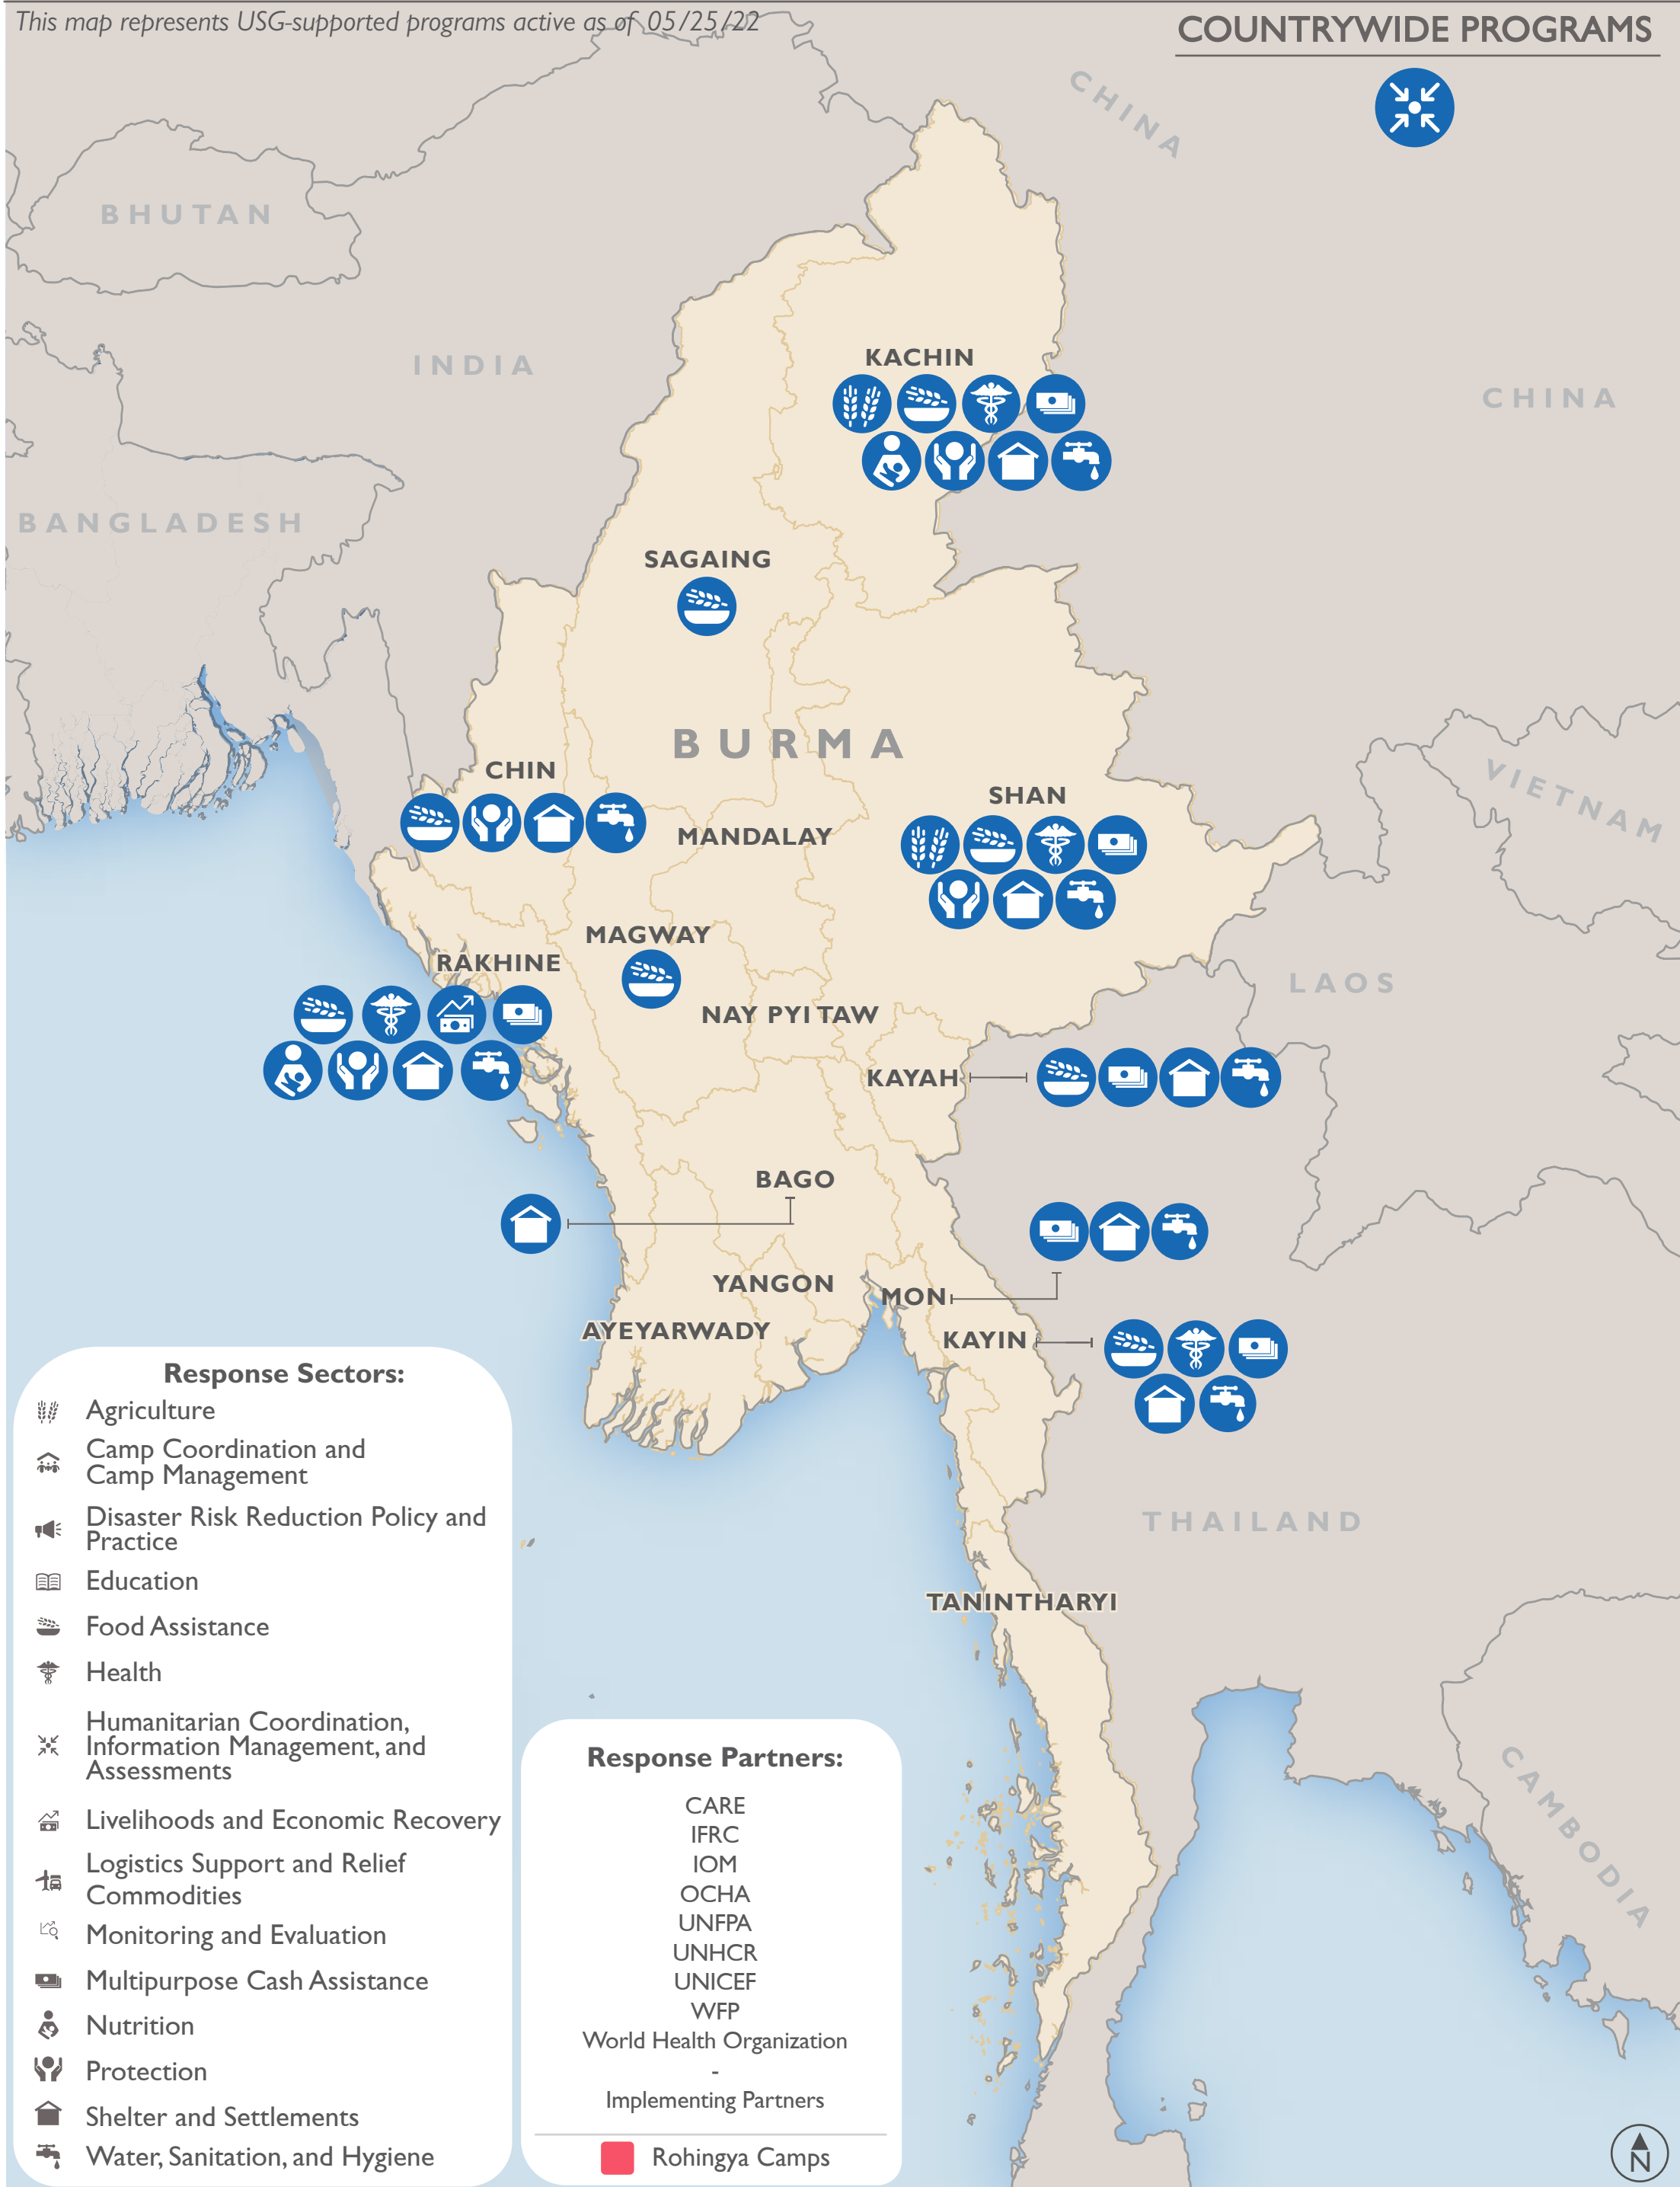 This map represents USG-supported programs active as of 05/25/22
COUNTRYWIDE PROGRAMS
CHINA
BHUTAN
INDIA
KACHIN
CHINA
BANGLADESH
SAGAING
BURMA
VIETNAM
CHIN
SHAN
MANDALAY
MAGWAY
RAKHINE
LAOS
NAY PYI TAW
KAYAH
BAGO
YANGON
MON
AYEYARWADY
KAYIN
THAILAND
TANINTHARYI
CAMBODIA
Response Sectors:
Agriculture
Camp Coordination and
Camp Management
Disaster Risk Reduction Policy and
Practice
Education
Food Assistance
Health
Humanitarian Coordination,
Information Management, and
Assessments
Livelihoods and Economic Recovery
Logistics Support and Relief
Commodities
Monitoring and Evaluation
Multipurpose Cash Assistance
Nutrition
Protection
Shelter and Settlements
Water, Sanitation, and Hygiene
Response Partners:
CARE
IFRC
IOM
OCHA
UNFPA
UNHCR
UNICEF
WFP
World Health Organization
-
Implementing Partners
Rohingya Camps
N